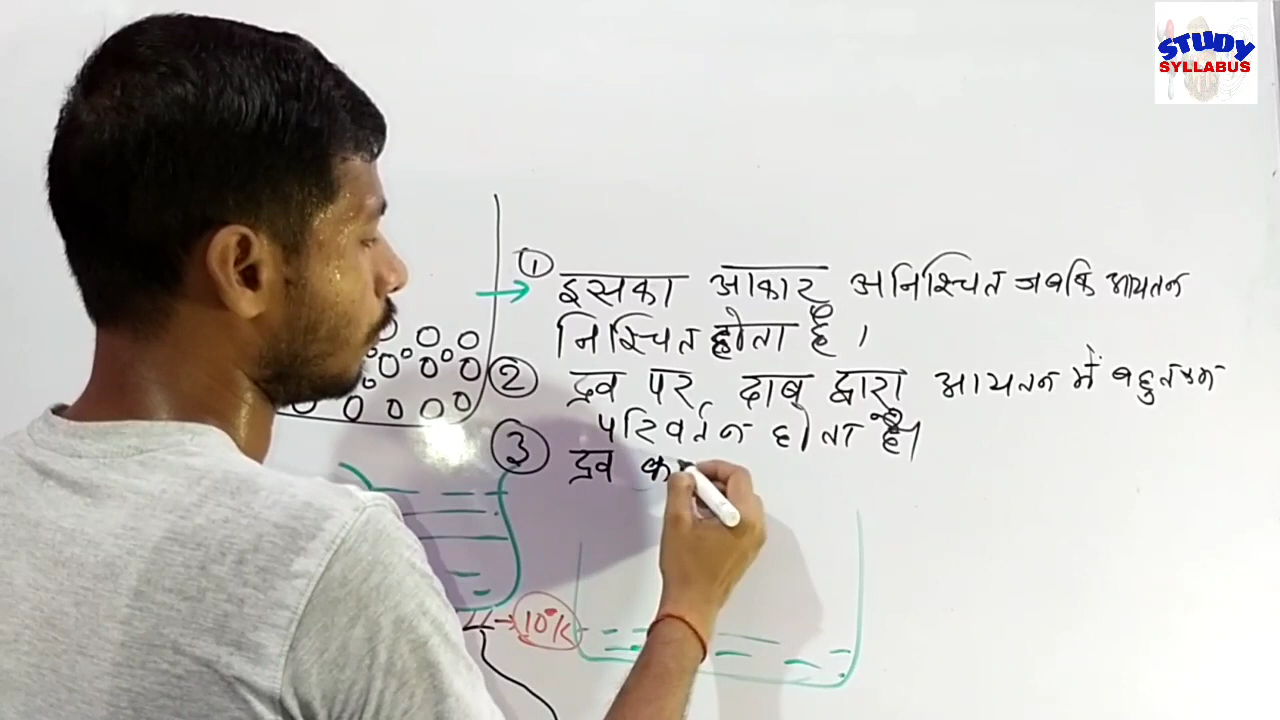 STUDY
SYLLABUS
① इसका आकार अनिश्चित जबकि आयतन
निश्चित होता है ।
② द्रव पर दाब द्वारा आयतन में बहुत कम
परिवर्तन होता है।
③ द्रव क
10°C